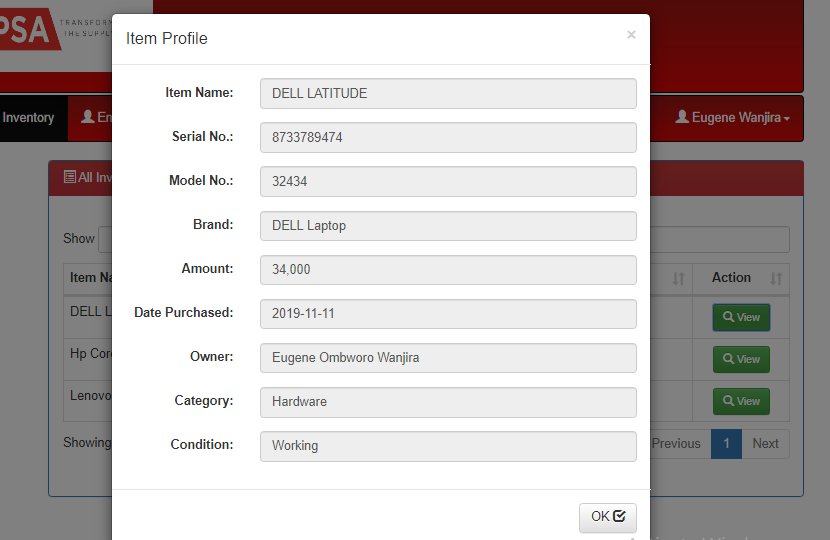 PSA
TRANSFOR
THE SUPPL
Item Profile
×
Inventory
En
Eugene Wanjira
All Inv
Show
Item Na
Action
DELL L
View
Hp Cor
View
Lenovo
View
Showing
Previous
1
Next
Item Name:
DELL LATITUDE
Serial No.:
8733789474
Model No.:
32434
Brand:
DELL Laptop
Amount:
34,000
Date Purchased:
2019-11-11
Owner:
Eugene Ombworo Wanjira
Category:
Hardware
Condition:
Working
OK